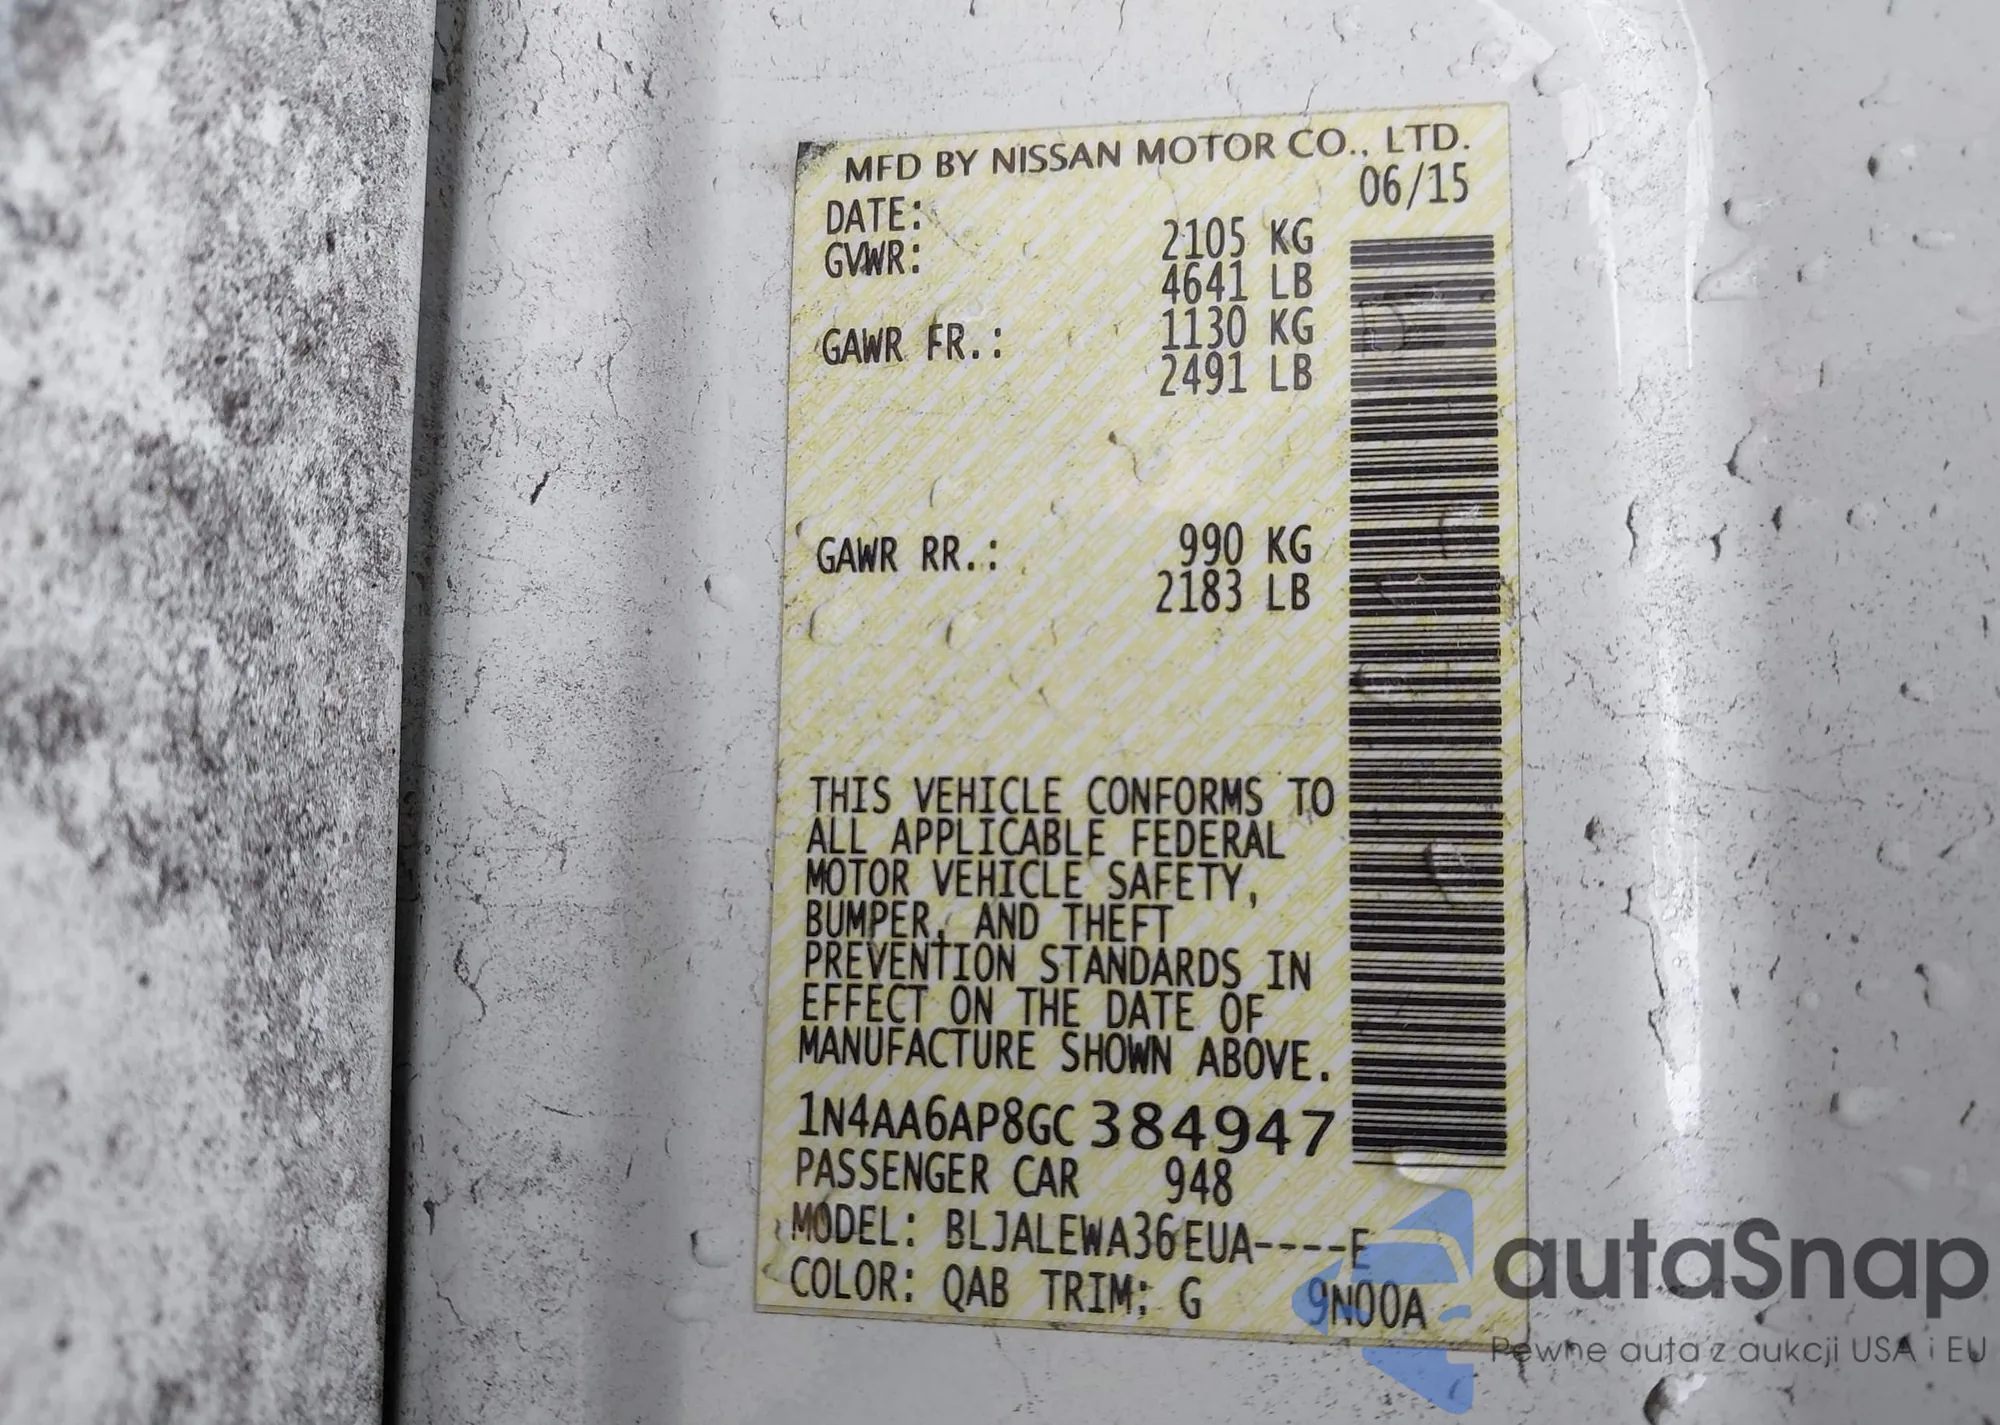 MFD BY NISSAN MOTOR CO., LTD.
DATE: 06/15
GVWR: 2105 KG
4641 LB
GAWR FR.: 1130 KG
2491 LB
GAWR RR.: 990 KG
2183 LB
THIS VEHICLE CONFORMS TO
ALL APPLICABLE FEDERAL
MOTOR VEHICLE SAFETY,
BUMPER, AND THEFT
PREVENTION STANDARDS IN
EFFECT ON THE DATE OF
MANUFACTURE SHOWN ABOVE.
1N4AA6AP8GC384947
PASSENGER CAR 948
MODEL: BLJALEWA36EUA----E
COLOR: QAB TRIM: G 9N00A
autaSnap
Pewne auta z aukcji USA i EU